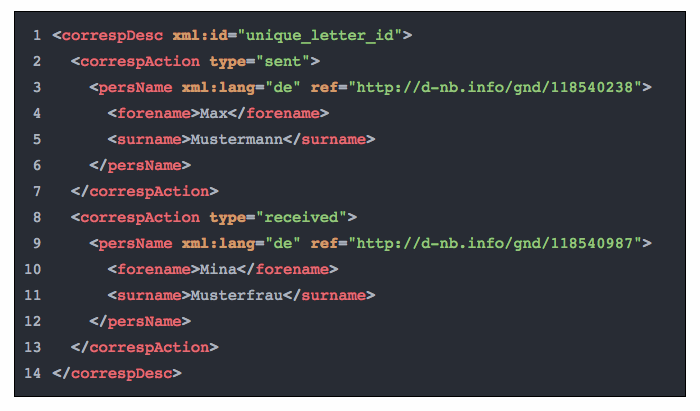 1 <correspDesc xml:id="unique_letter_id">
2   <correspAction type="sent">
3     <persName xml:lang="de" ref="http://d-nb.info/gnd/118540238">
4       <forename>Max</forename>
5       <surname>Mustermann</surname>
6     </persName>
7   </correspAction>
8   <correspAction type="received">
9     <persName xml:lang="de" ref="http://d-nb.info/gnd/118540987">
10       <forename>Mina</forename>
11       <surname>Musterfrau</surname>
12     </persName>
13   </correspAction>
14 </correspDesc>